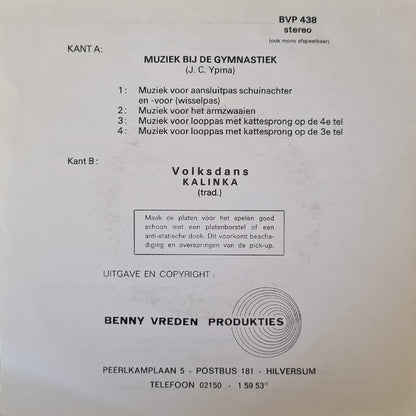 BVP 438
stereo
(ook mono afspeelbaar)
KANT A:
MUZIEK BIJ DE GYMNASTIEK
(J. C. Ypma)
1: Muziek voor aansluitpas schuinachter
en -voor (wisselpas)
2: Muziek voor het armzwaaien
3: Muziek voor looppas met kattesprong op de 4e tel
4: Muziek voor looppas met kattesprong op de 3e tel
Kant B:
Volksdans
KALINKA
(trad.)
Maak de platen vóór het spelen goed
schoon met een platenborstel of een
anti-statische doek. Dit voorkomt bescha-
diging en overspringen van de pick-up.
UITGAVE EN COPYRIGHT:
BENNY VREDEN PRODUKTIES
PEERLKAMPLAAN 5 - POSTBUS 181 - HILVERSUM
TELEFOON 02150 - 1 59 53*